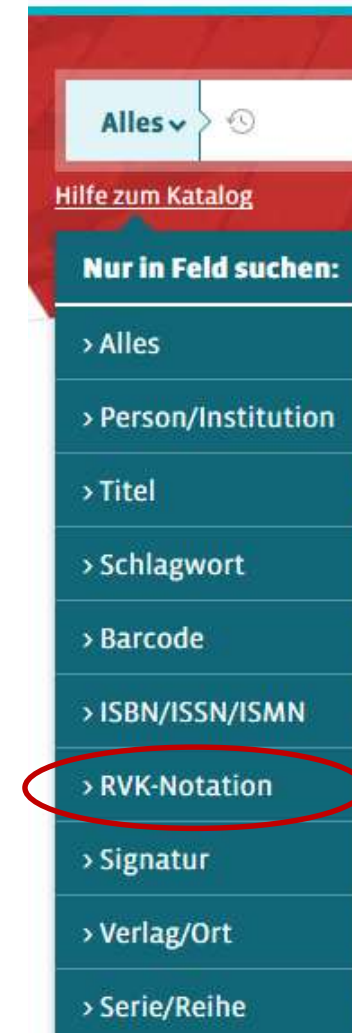 Alles
Hilfe zum Katalog
Nur in Feld suchen:
› Alles
› Person/Institution
› Titel
› Schlagwort
› Barcode
› ISBN/ISSN/ISMN
› RVK-Notation
› Signatur
› Verlag/Ort
› Serie/Reihe